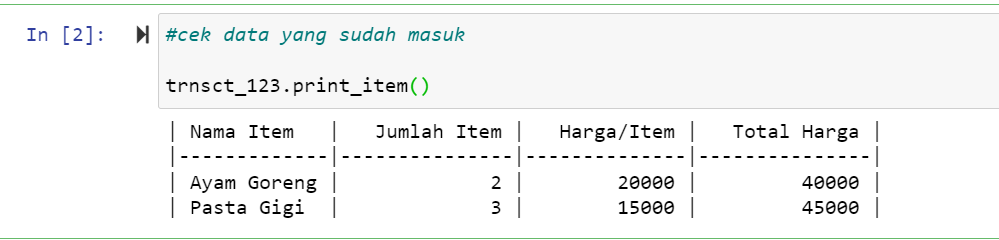 In [2]: #cek data yang sudah masuk
trnsct_123.print_item()
| Nama Item   |   Jumlah Item |   Harga/Item |   Total Harga |
|-------------|---------------|--------------|---------------|
| Ayam Goreng |             2 |        20000 |         40000 |
| Pasta Gigi  |             3 |        15000 |         45000 |